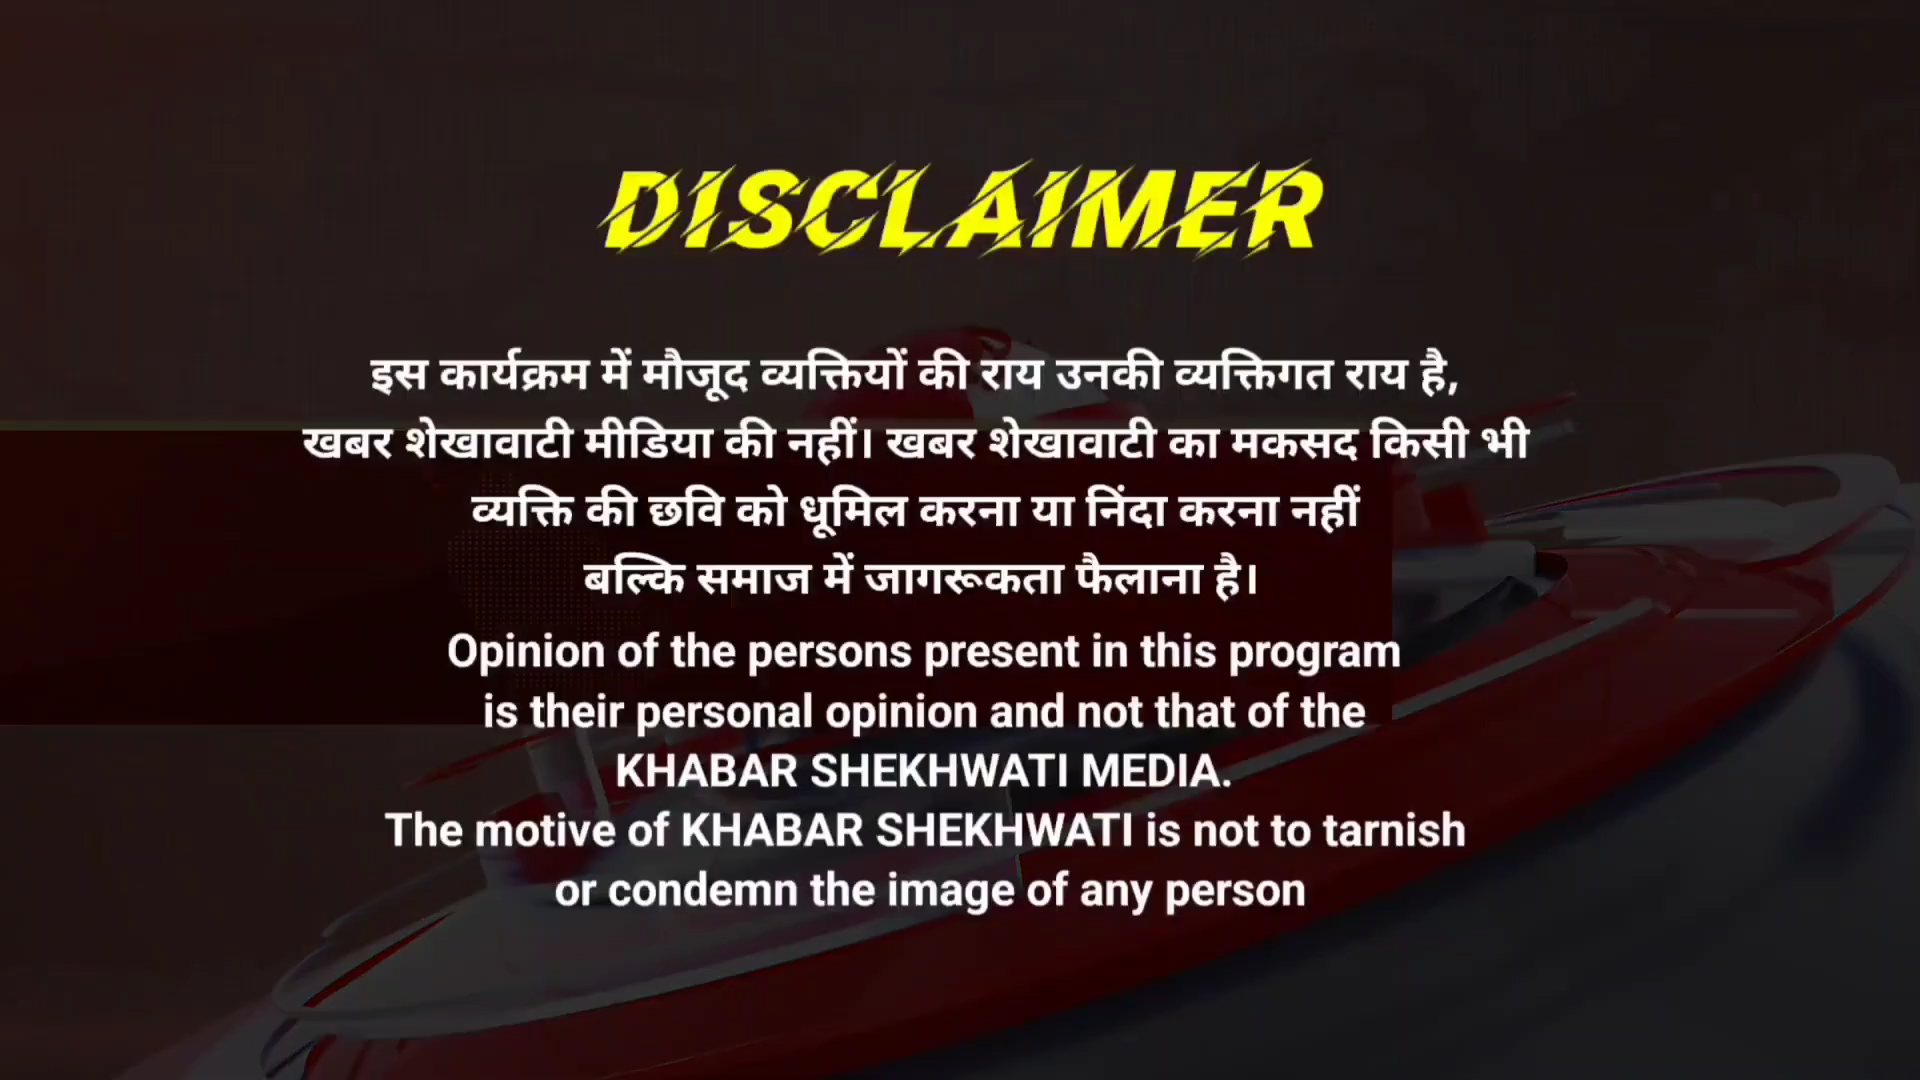 DISCLAIMER
इस कार्यक्रम में मौजूद व्यक्तियों की राय उनकी व्यक्तिगत राय है,
खबर शेखावाटी मीडिया की नहीं। खबर शेखावाटी का मकसद किसी भी
व्यक्ति की छवि को धूमिल करना या निंदा करना नहीं
बल्कि समाज में जागरूकता फैलाना है।
Opinion of the persons present in this program
is their personal opinion and not that of the
KHABAR SHEKHWATI MEDIA.
The motive of KHABAR SHEKHWATI is not to tarnish
or condemn the image of any person